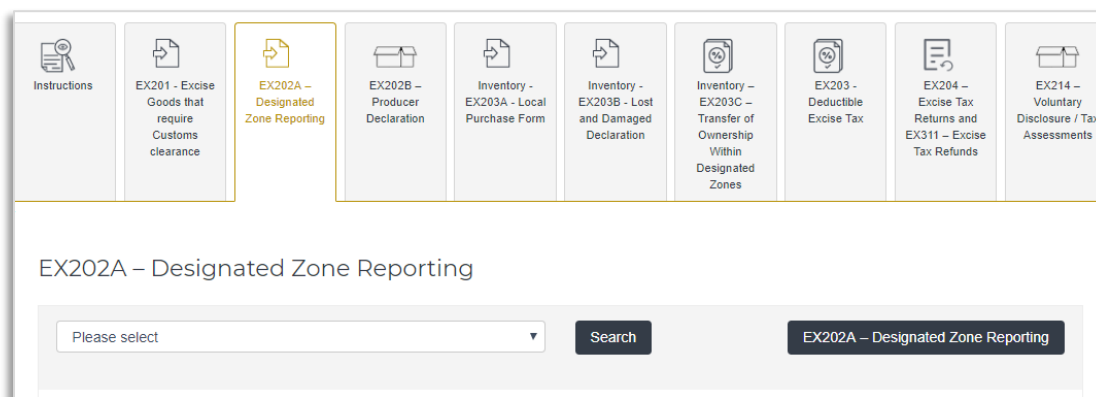 Instructions
EX201 - Excise
Goods that
require
Customs
clearance
EX202A –
Designated
Zone Reporting
EX202B –
Producer
Declaration
Inventory -
EX203A - Local
Purchase Form
Inventory -
EX203B - Lost
and Damaged
Declaration
Inventory –
EX203C –
Transfer of
Ownership
Within
Designated
Zones
EX203 -
Deductible
Excise Tax
EX204 –
Excise Tax
Returns and
EX311 – Excise
Tax Refunds
EX214 –
Voluntary
Disclosure / Tax
Assessments
EX202A – Designated Zone Reporting
Please select
Search
EX202A – Designated Zone Reporting